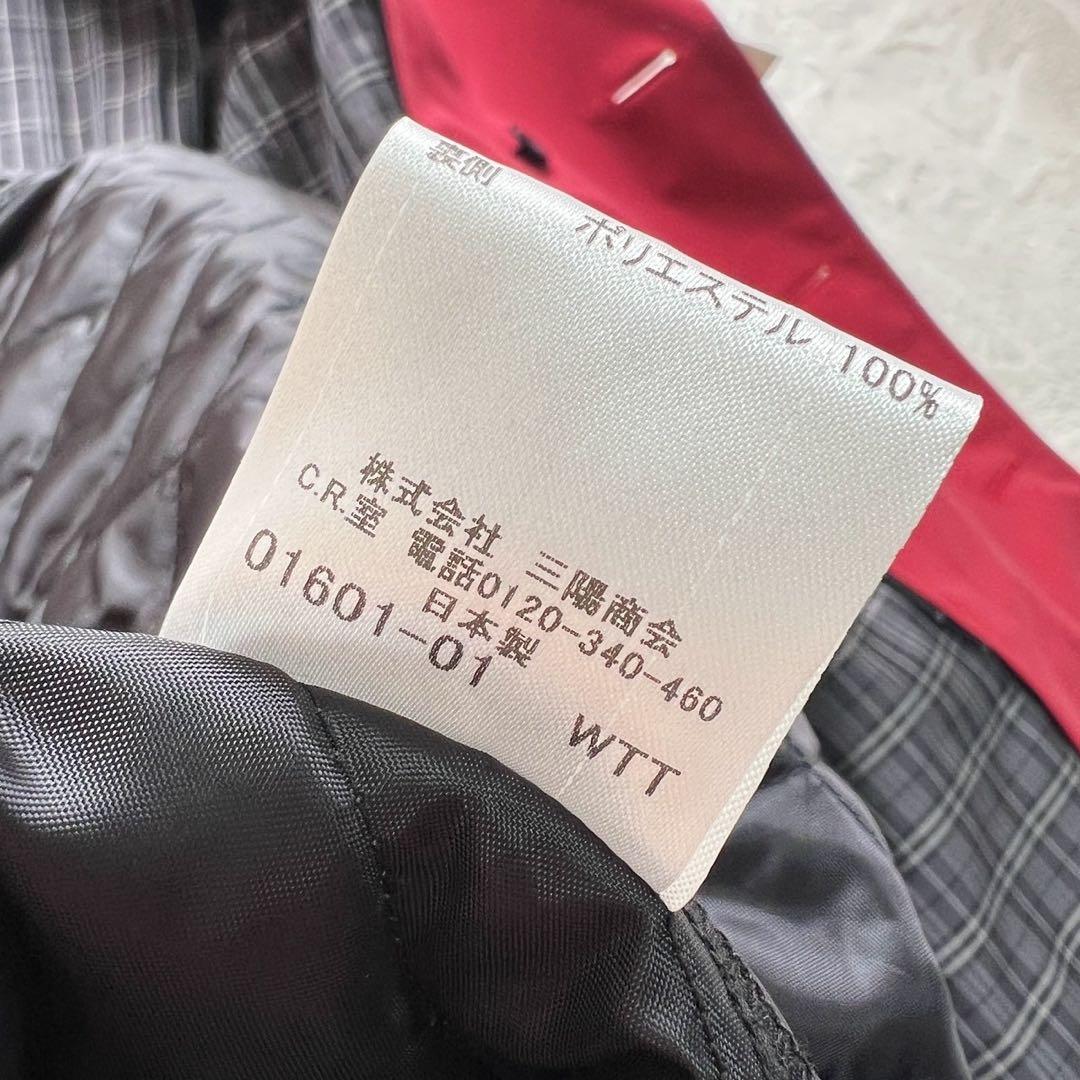 裏側
ポリエステル 100%
株式会社 三陽商会
C.R.室 電話0120-340-460
日本製
01601-01
WTT